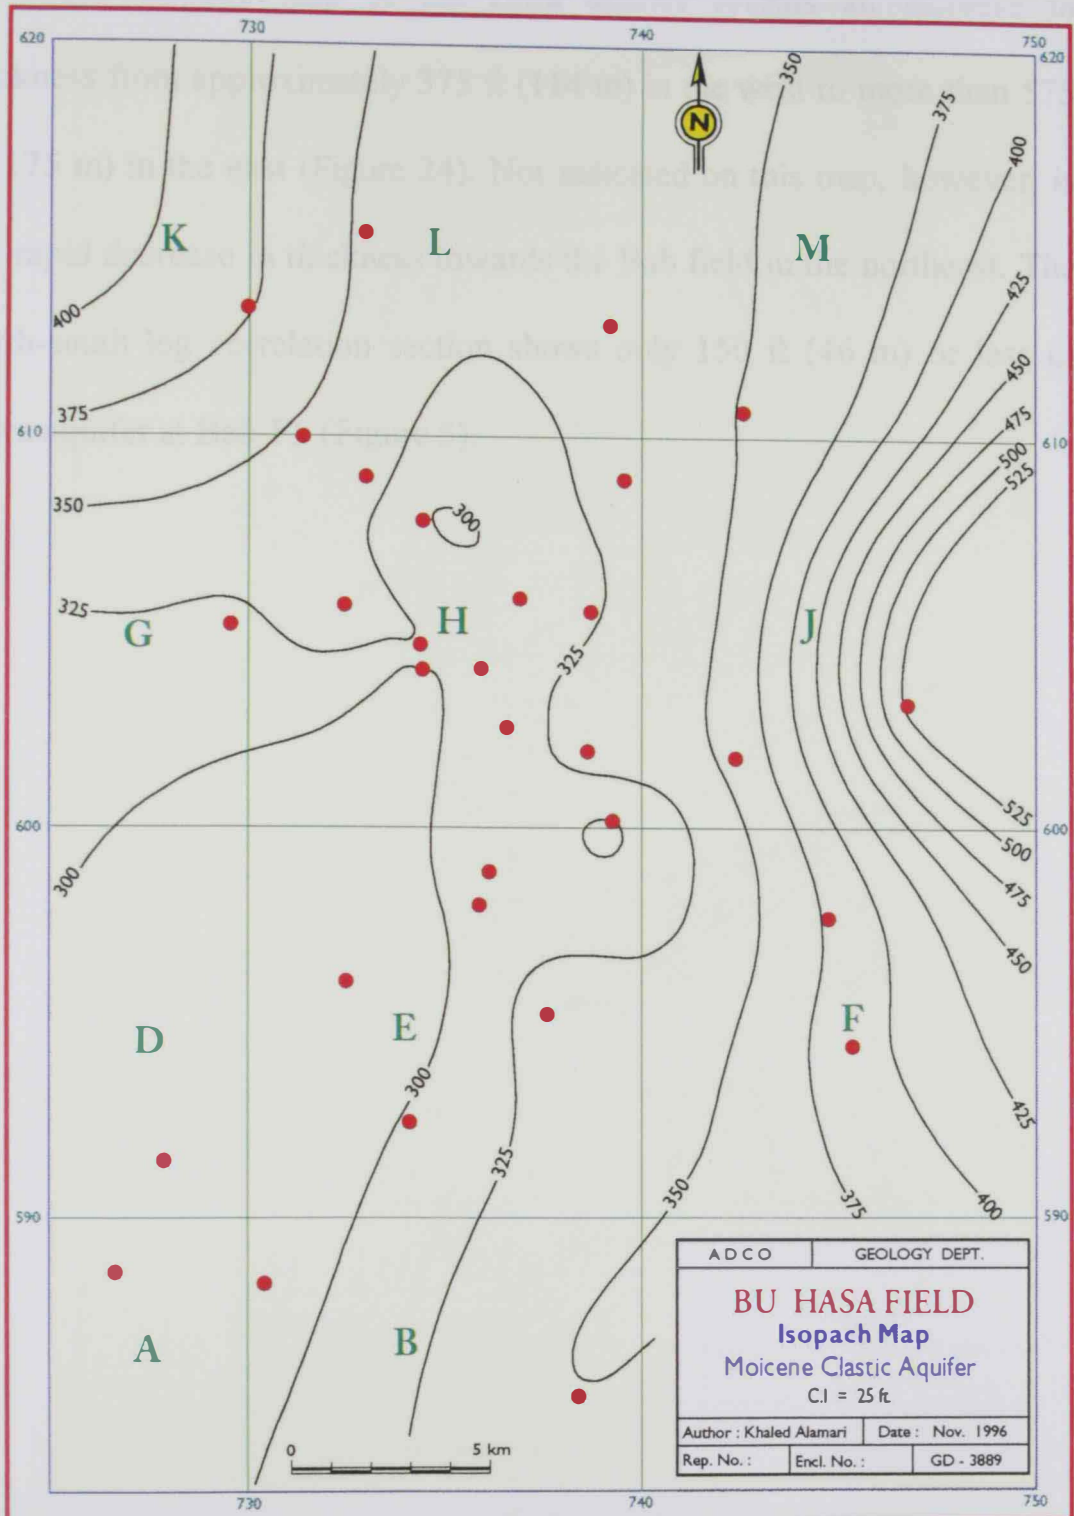 620
730
740
750
620
N
350
375
400
K
L
M
425
400
450
375
475
610
610
500
525
350
300
325
G
H
J
325
600
600
525
500
300
475
450
D
E
F
300
425
325
350
375
400
590
590
A
B
ADCO
GEOLOGY DEPT.
BU HASA FIELD
Isopach Map
Moicene Clastic Aquifer
C.I = 25 ft.
Author : Khaled Alamari
Date : Nov. 1996
Rep. No. :
Encl. No. :
GD - 3889
0
5 km
730
740
750